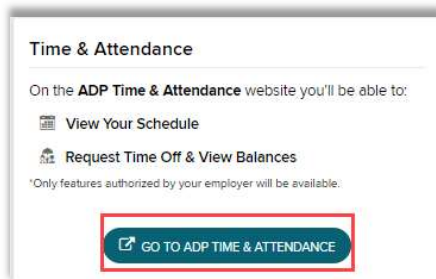 Time & Attendance
On the ADP Time & Attendance website you'll be able to:
View Your Schedule
Request Time Off & View Balances
*Only features authorized by your employer will be available.
GO TO ADP TIME & ATTENDANCE